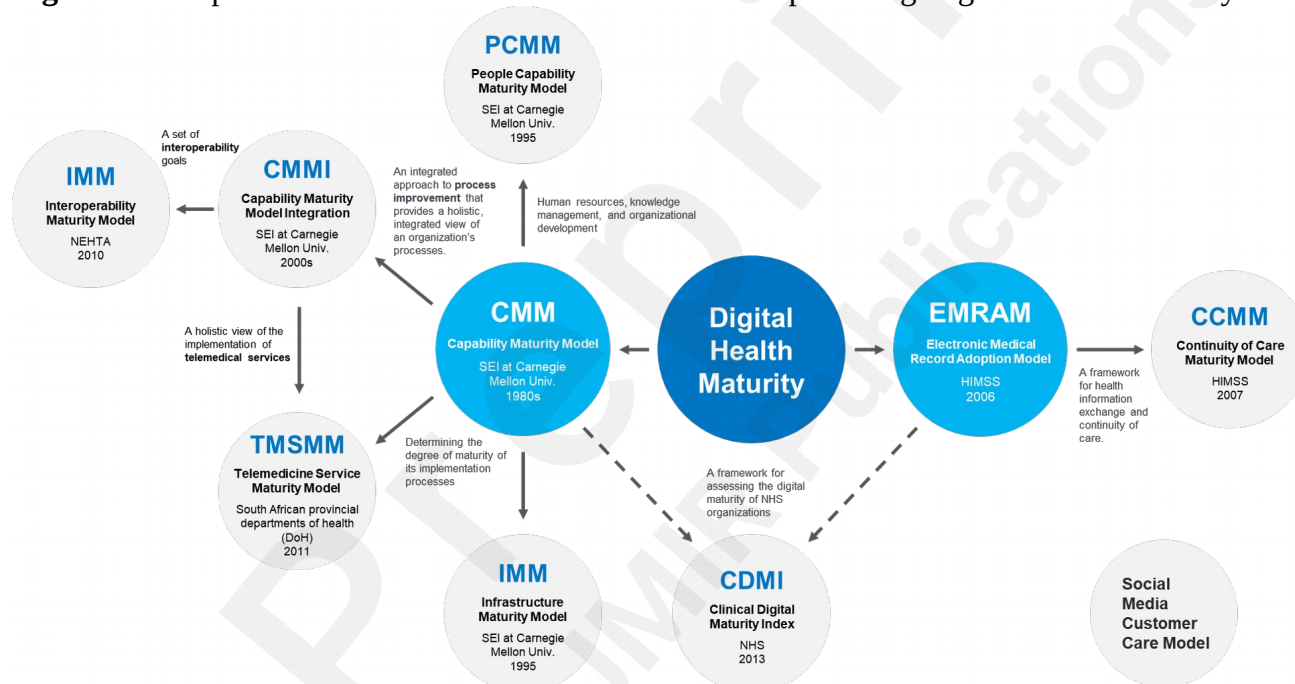 PCMM
People Capability
Maturity Model
SEI at Carnegie
Mellon Univ.
1995
A set of
interoperability
goals
IMM
Interoperability
Maturity Model
NEHTA
2010
CMMI
Capability Maturity
Model Integration
SEI at Carnegie
Mellon Univ.
2000s
An integrated
approach to process
improvement that
provides a holistic,
integrated view of
an organization's
processes.
Human resources, knowledge
management, and organizational
development
CMM
Capability Maturity Model
SEI at Carnegie
Mellon Univ.
1980s
Digital
Health
Maturity
EMRAM
Electronic Medical
Record Adoption Model
HIMSS
2006
CCMM
Continuity of Care
Maturity Model
HIMSS
2007
A framework
for health
information
exchange and
continuity of
care.
A holistic view of the
implementation of
telemedical services
TMSMM
Telemedicine Service
Maturity Model
South African provincial
departments of health
(DoH)
2011
Determining the
degree of maturity of
its implementation
processes
A framework for
assessing the digital
maturity of NHS
organizations
IMM
Infrastructure
Maturity Model
SEI at Carnegie
Mellon Univ.
1995
CDMI
Clinical Digital
Maturity Index
NHS
2013
Social
Media
Customer
Care Model
Preprint
JMIR Publications